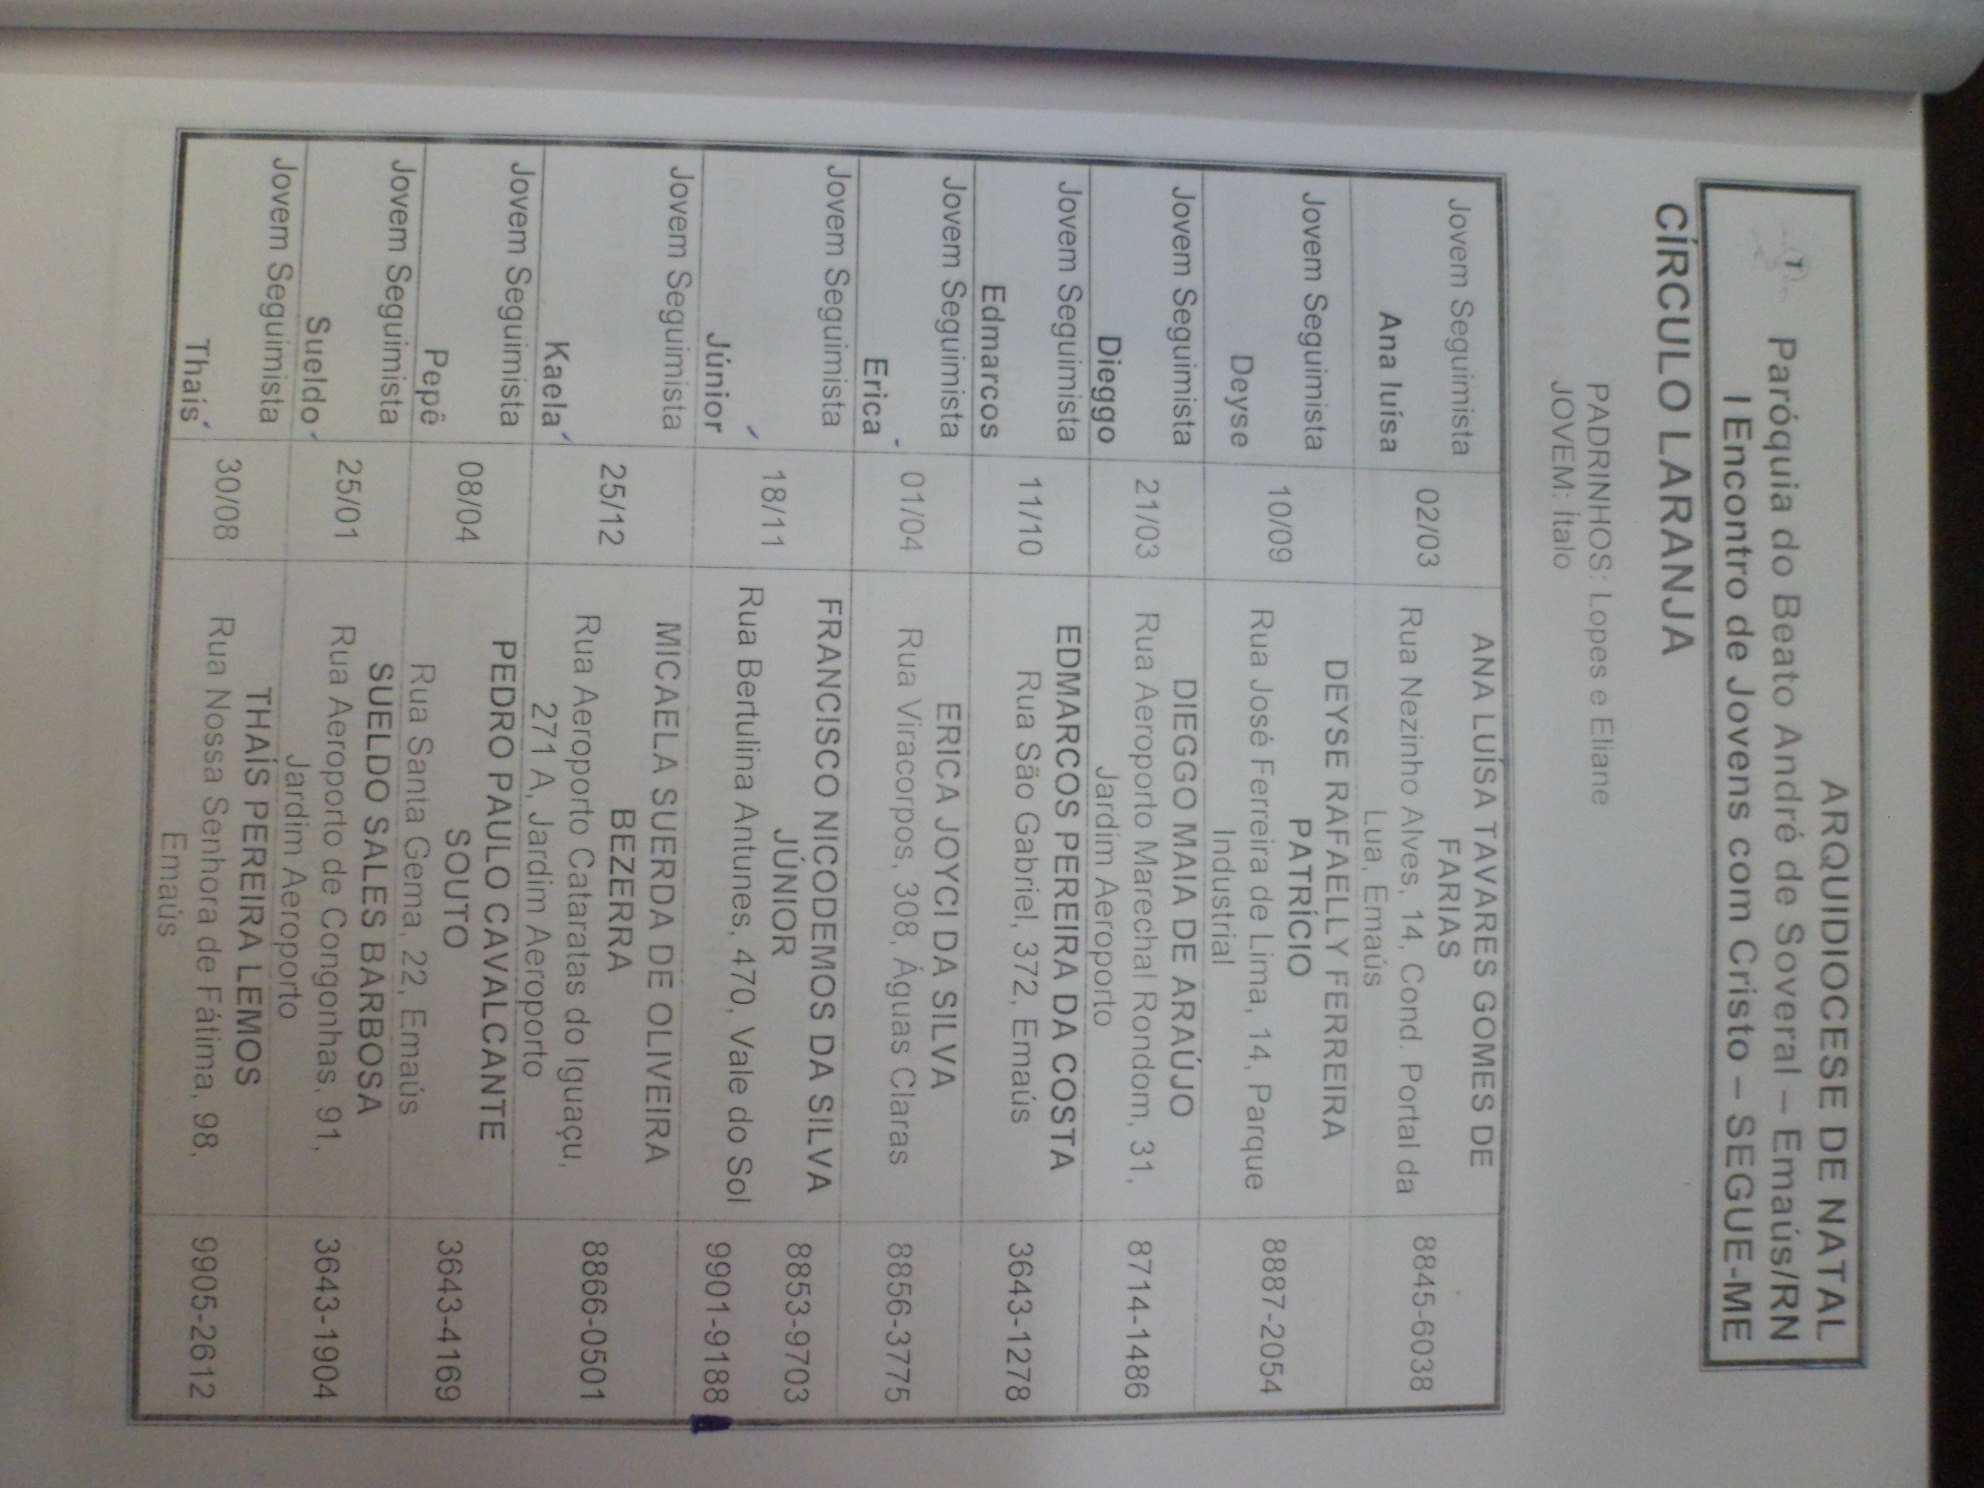 ARQUIDIOCESE DE NATAL
Paróquia do Beato André de Soveral – Emaús/RN
I Encontro de Jovens com Cristo – SEGUE-ME
CÍRCULO LARANJA
PADRINHOS: Lopes e Eliane
JOVEM: Ítalo
Jovem Seguimista
Ana luísa
02/03
ANA LUÍSA TAVARES GOMES DE
FARIAS
Rua Nezinho Alves, 14, Cond. Portal da
Lua, Emaús
8845-6038
Jovem Seguimista
Deyse
10/09
DEYSE RAFAELLY FERREIRA
PATRÍCIO
Rua José Ferreira de Lima, 14, Parque
Industrial
8887-2054
Jovem Seguimista
Dieggo
21/03
DIEGGO MAIA DE ARAÚJO
Rua Aeroporto Marechal Rondom, 31,
Jardim Aeroporto
8714-1486
Jovem Seguimista
Edmarcos
11/10
EDMARCOS PEREIRA DA COSTA
Rua São Gabriel, 372, Emaús
3643-1278
Jovem Seguimista
Erica
01/04
ERICA JOYCI DA SILVA
Rua Viracorpos, 308, Águas Claras
8856-3775
Jovem Seguimista
Júnior
18/11
FRANCISCO NICODEMOS DA SILVA
JÚNIOR
Rua Bertulina Antunes, 470, Vale do Sol
8853-9703
9901-9188
Jovem Seguimista
Kaela
25/12
MICAELA SUERDA DE OLIVEIRA
BEZERRA
Rua Aeroporto Cataratas do Iguaçu,
271 A, Jardim Aeroporto
8866-0501
Jovem Seguimista
Pepê
08/04
PEDRO PAULO CAVALCANTE
SOUTO
Rua Santa Gema, 22, Emaús
3643-4169
Jovem Seguimista
Sueldo
25/01
SUELDO SALES BARBOSA
Rua Aeroporto de Congonhas, 91,
Jardim Aeroporto
3643-1904
Jovem Seguimista
Thais
30/08
THAÍS PEREIRA LEMOS
Rua Nossa Senhora de Fátima, 98,
Emaús
9905-2612